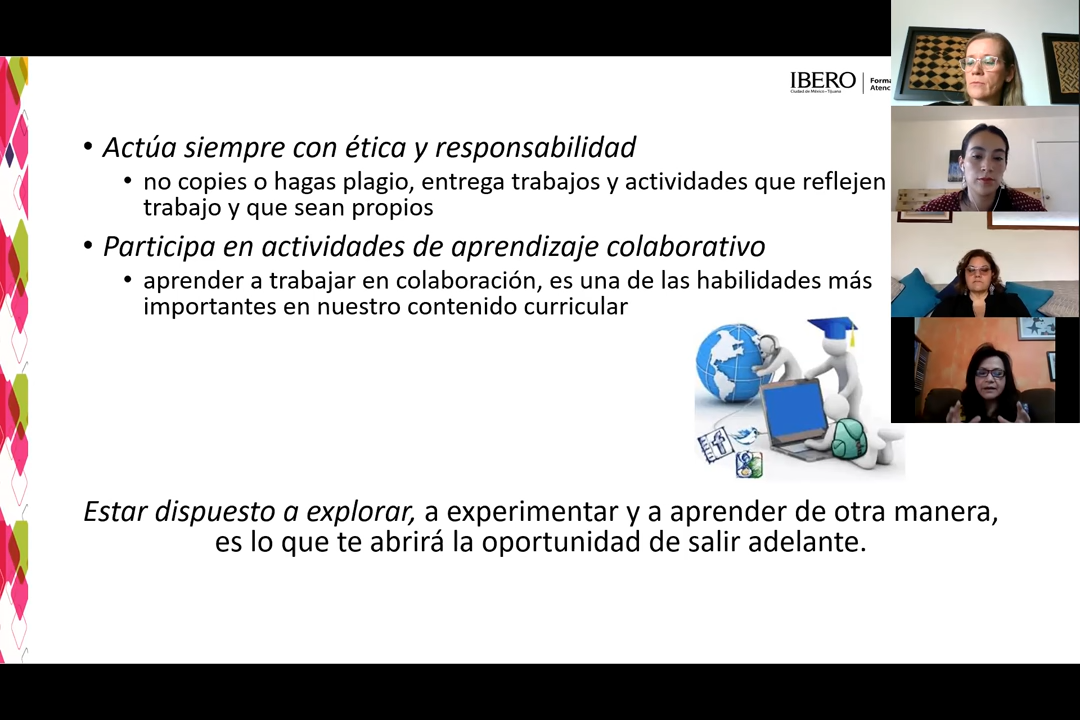 IBERO
Ciudad de México · Tijuana
Forma
Atenc
• Actúa siempre con ética y responsabilidad
• no copies o hagas plagio, entrega trabajos y actividades que reflejen
trabajo y que sean propios
• Participa en actividades de aprendizaje colaborativo
• aprender a trabajar en colaboración, es una de las habilidades más
importantes en nuestro contenido curricular
Estar dispuesto a explorar, a experimentar y a aprender de otra manera,
es lo que te abrirá la oportunidad de salir adelante.